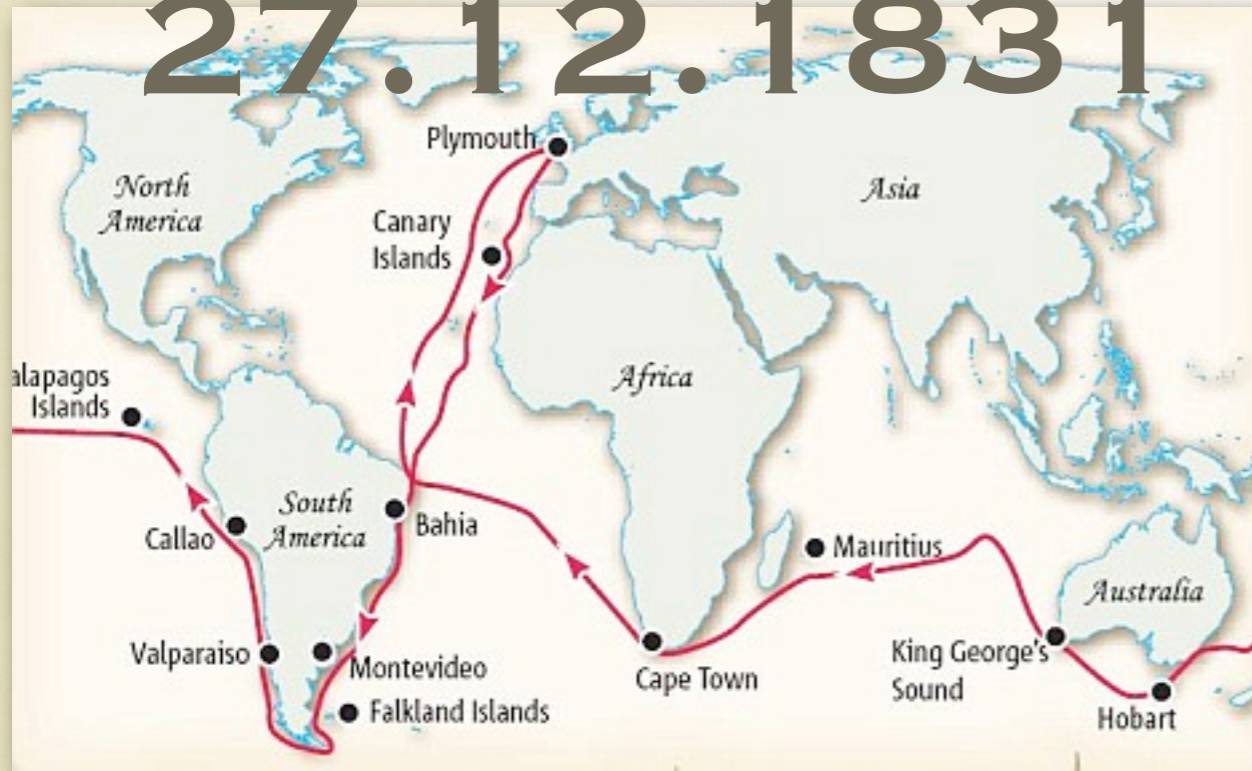 27.12.1831
Plymouth
North
America
Asia
Canary
Islands
Africa
alapagos
Islands
South
America
Callao
Bahia
Mauritius
Australia
Valparaiso
Montevideo
King George's
Sound
Cape Town
Falkland Islands
Hobart